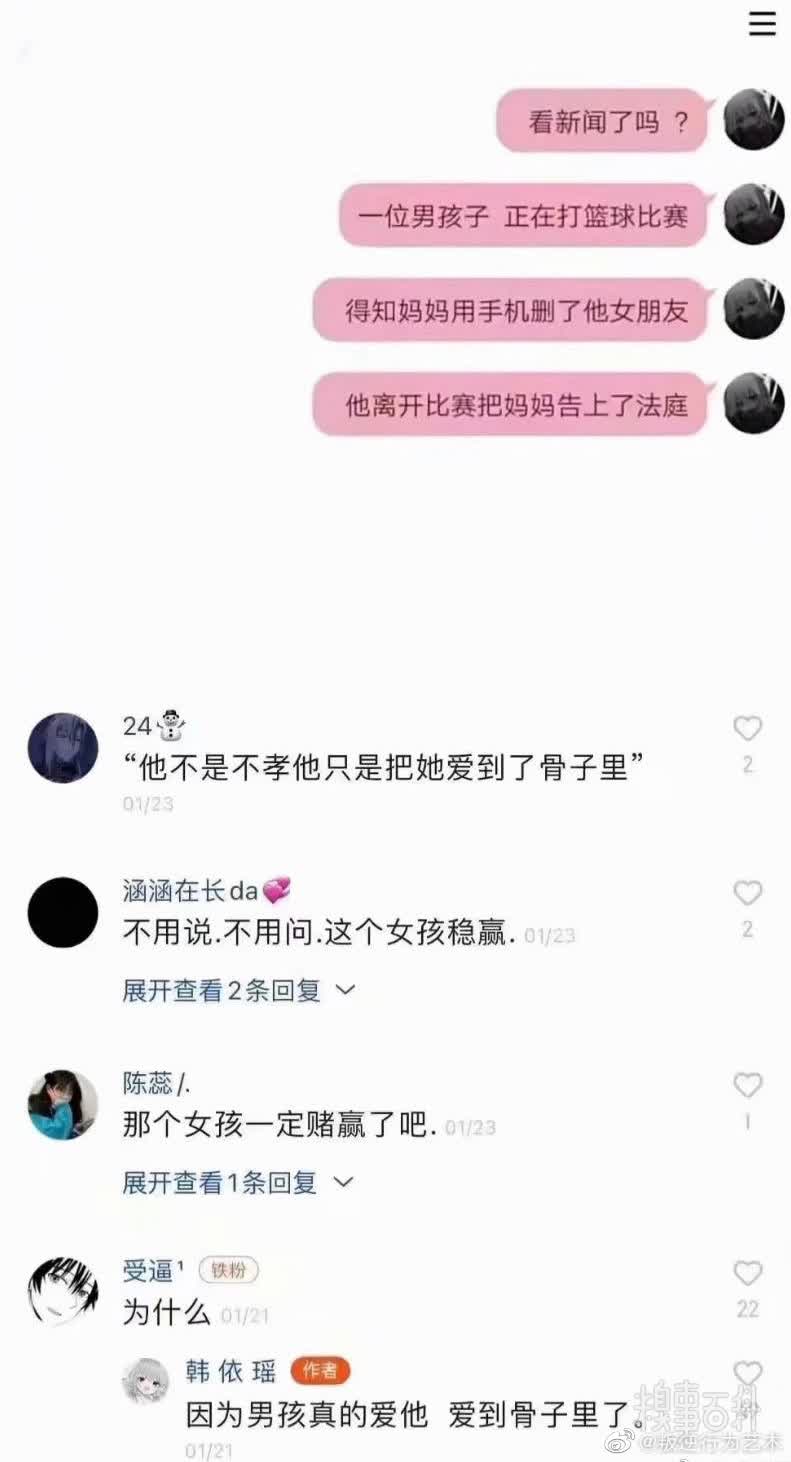 看新闻了吗 ?
一位男孩子 正在打篮球比赛
得知妈妈用手机删了他女朋友
他离开比赛把妈妈告上了法庭
24⛄
“他不是不孝他只是把她爱到了骨子里”
2
01/23
涵涵在长da💞
不用说.不用问.这个女孩稳赢. 01/23
2
展开查看2条回复
陈蕊/.
那个女孩一定赌赢了吧. 01/23
1
展开查看1条回复
受逼¹ 铁粉
为什么 01/21
22
韩依瑶 作者
因为男孩真的爱他 爱到骨子里了。
01/21
@叛逆行为艺术